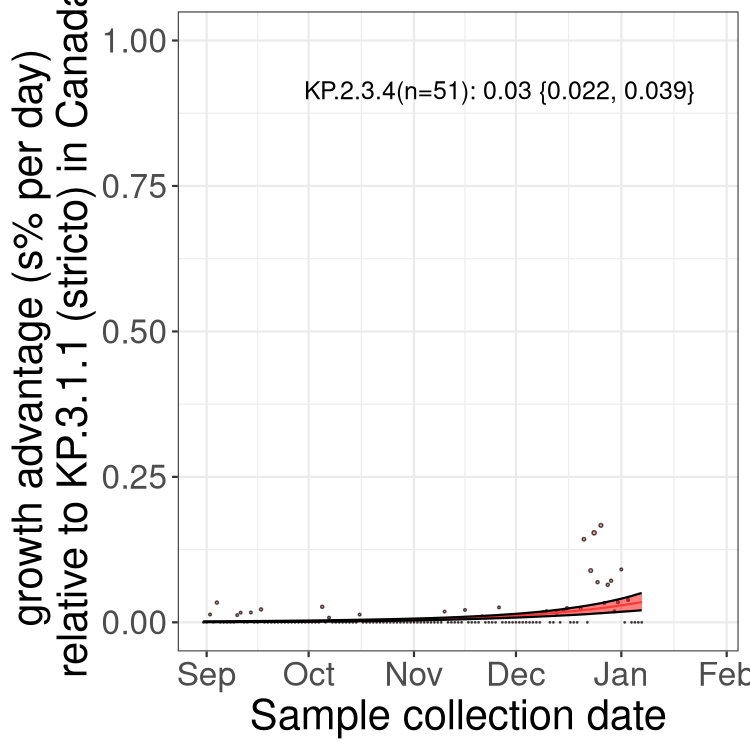 growth advantage (s% per day)
relative to KP.3.1.1 (stricto) in Canada
1.00
0.75
0.50
0.25
0.00
KP.2.3.4(n=51): 0.03 {0.022, 0.039}
Sep Oct Nov Dec Jan Feb
Sample collection date